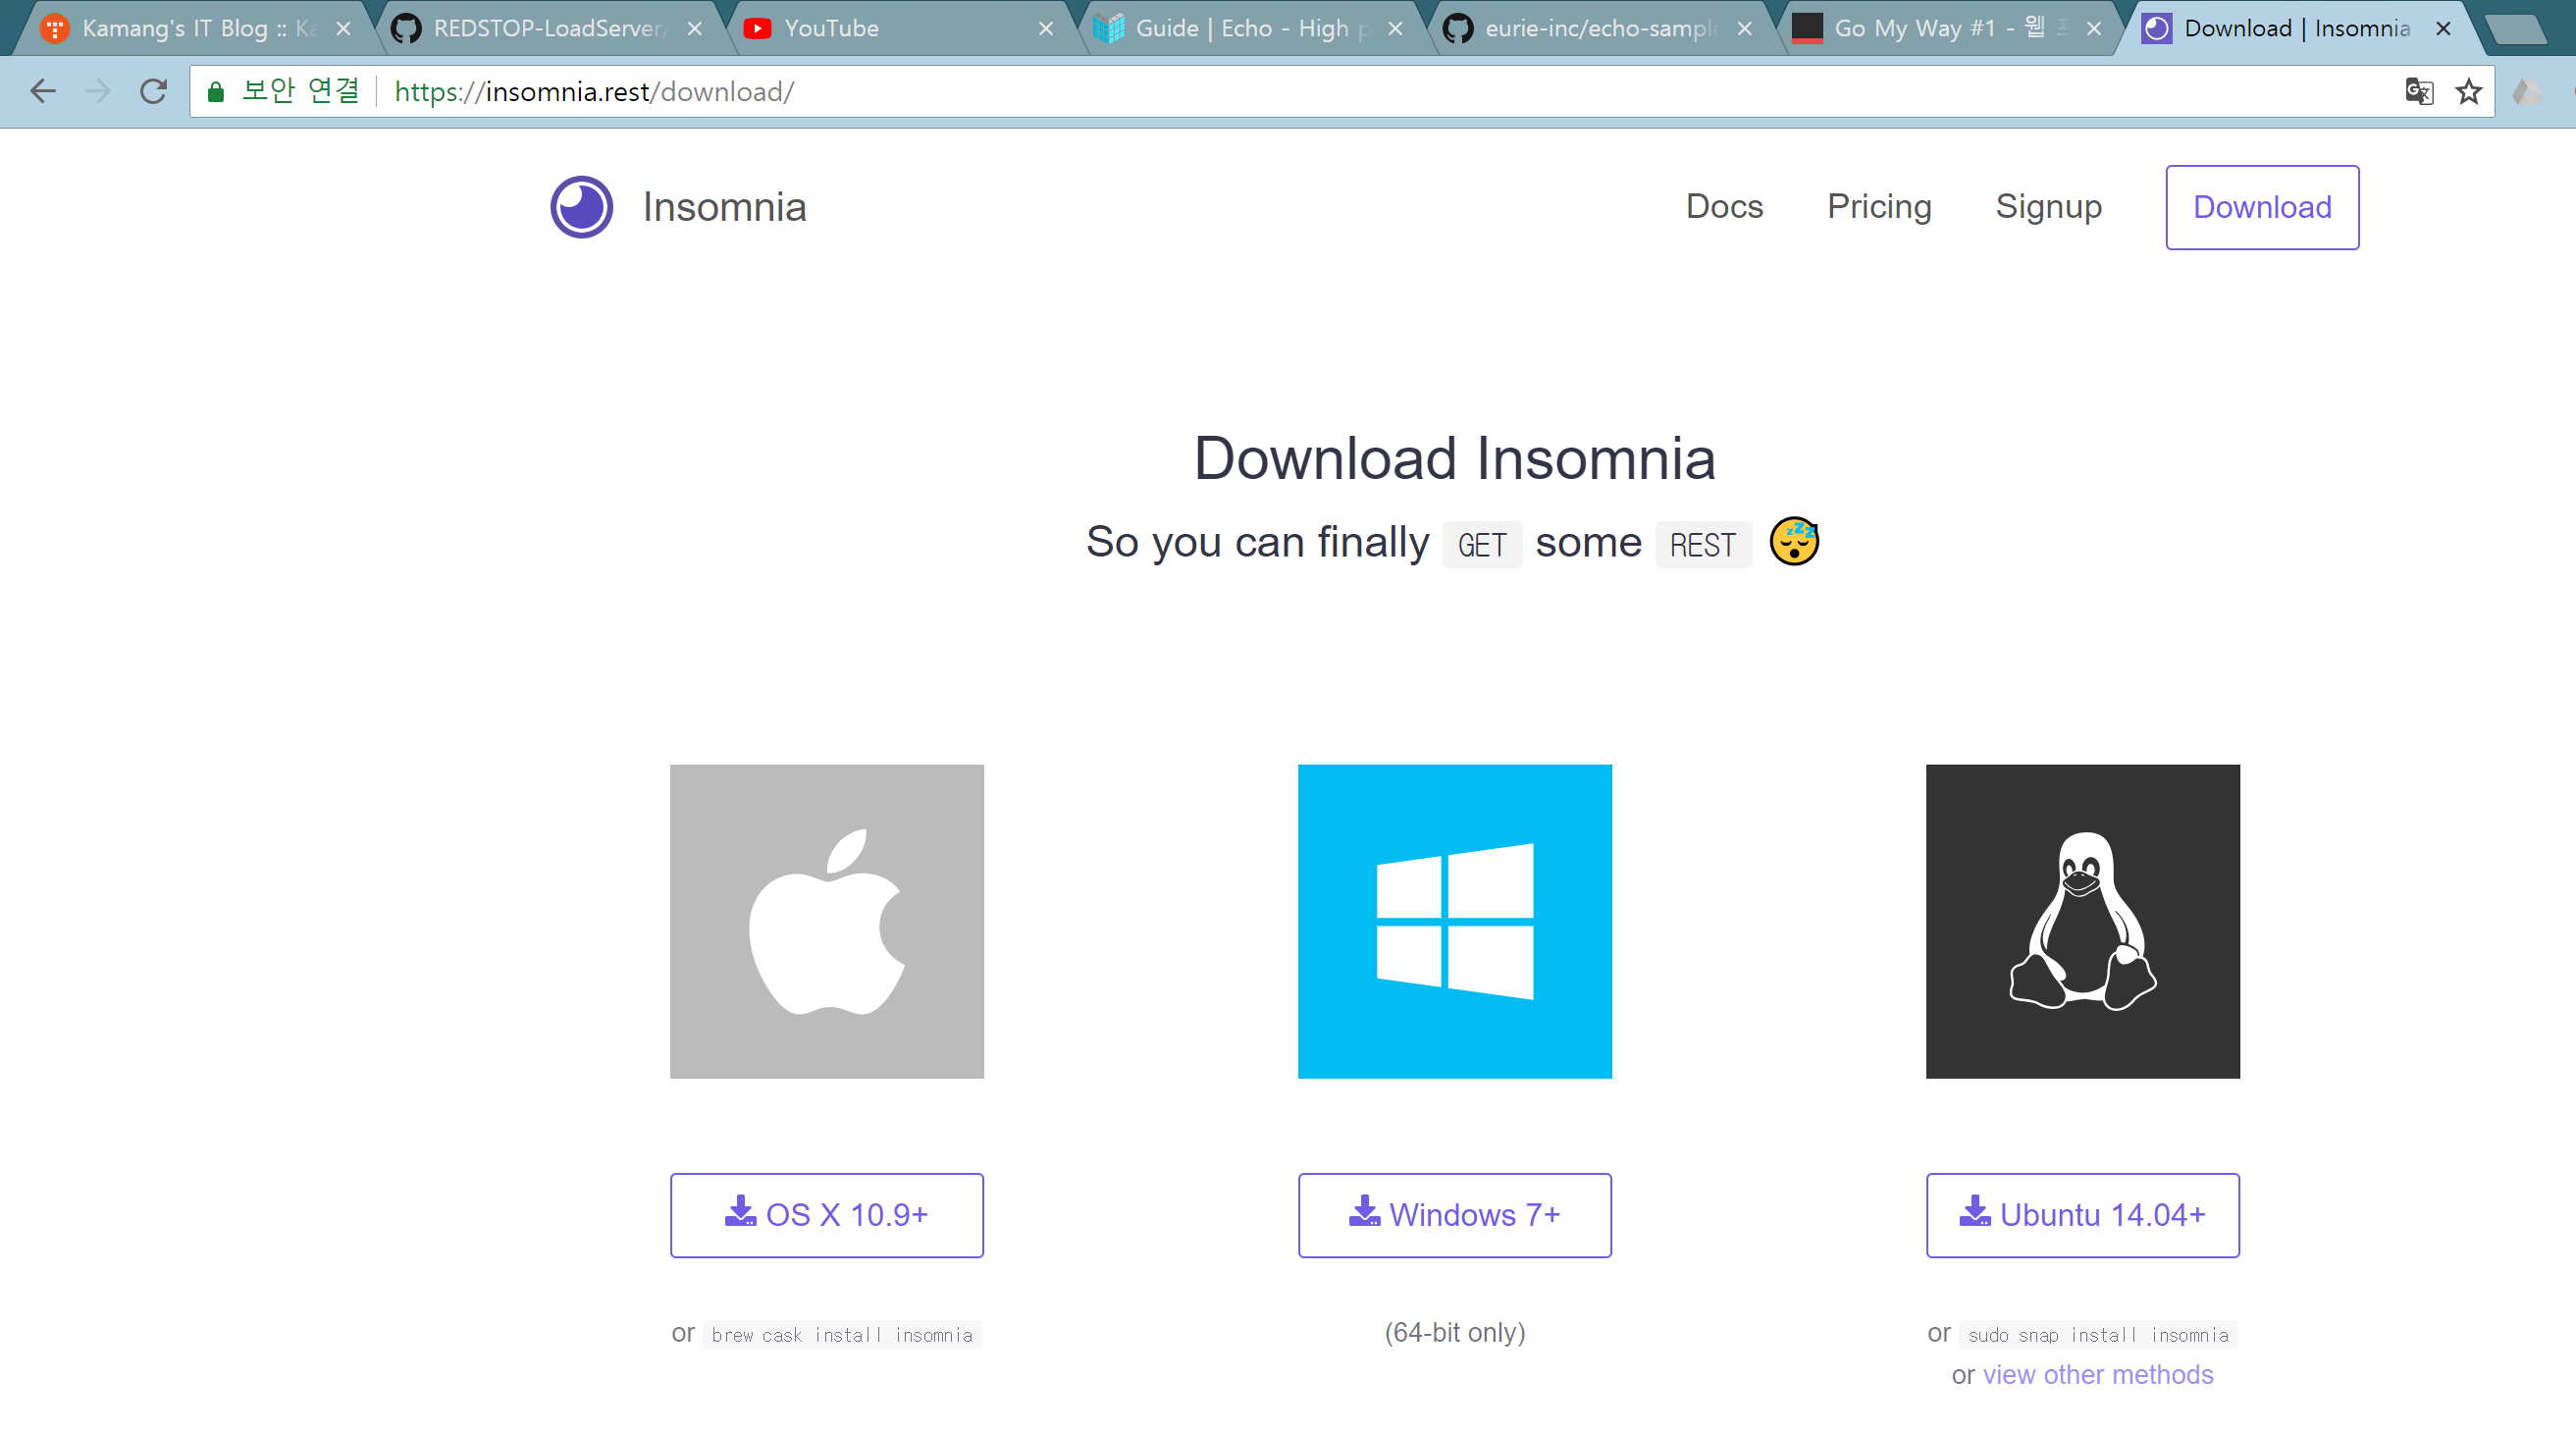 Kamang's IT Blog :: Ka
REDSTOP-LoadServer/
YouTube
Guide | Echo - High p
eurie-inc/echo-sample
Go My Way #1 - 웹
Download | Insomnia
보안 연결
https://insomnia.rest/download/
Insomnia
Docs
Pricing
Signup
Download
Download Insomnia
So you can finally GET some REST
OS X 10.9+
Windows 7+
Ubuntu 14.04+
or brew cask install insomnia
(64-bit only)
or sudo snap install insomnia
or view other methods